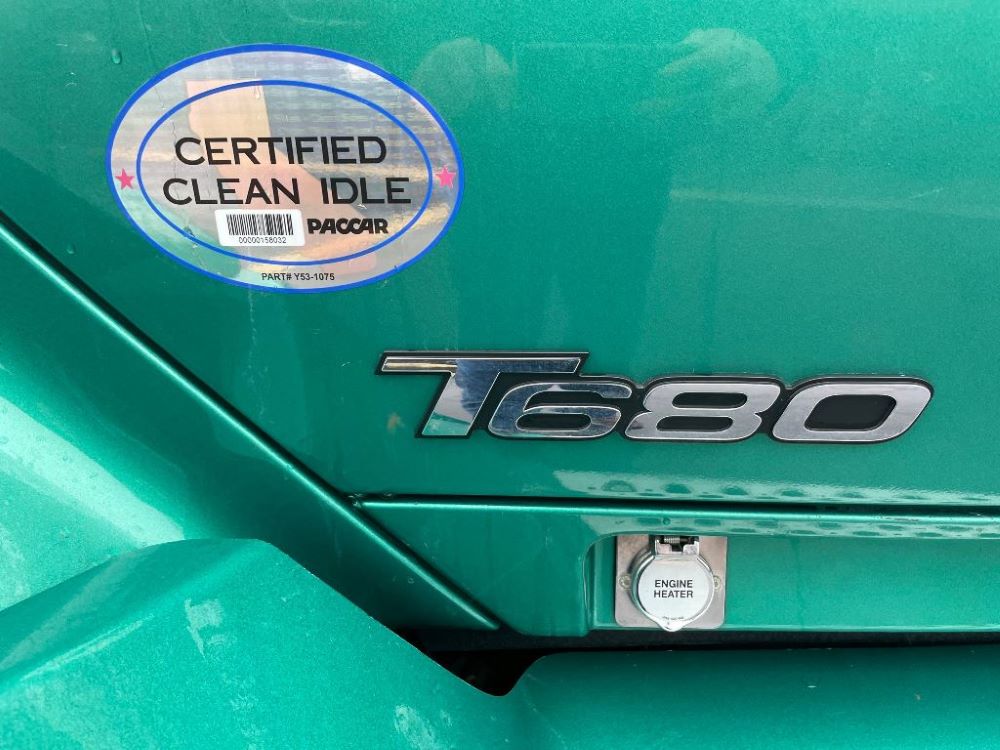 CERTIFIED
CLEAN IDLE
00000158032
PACCAR
PART# Y53-1075
T680
ENGINE
HEATER